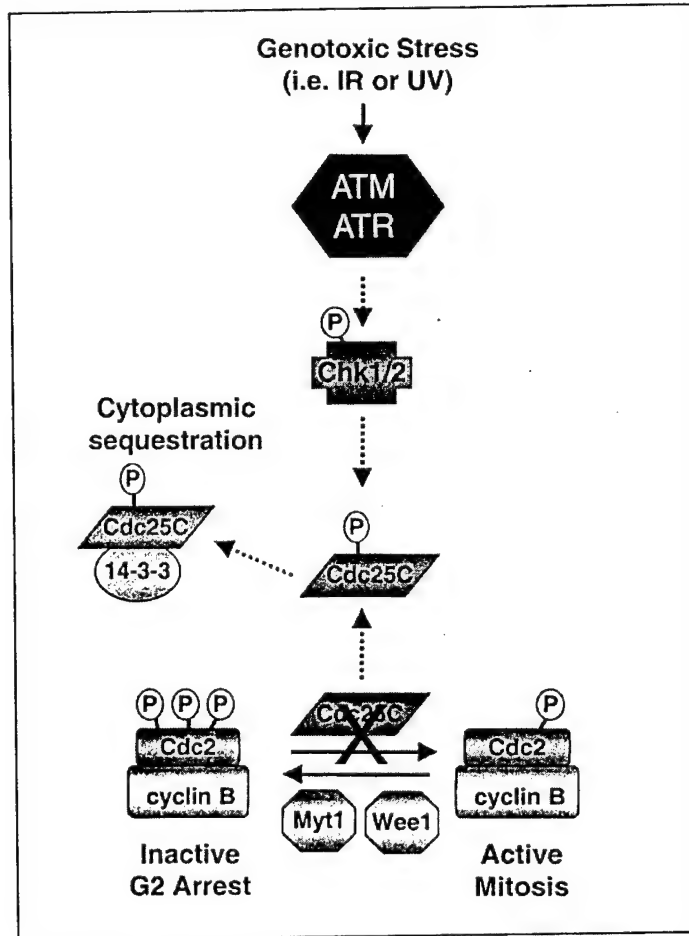 Genotoxic Stress
(i.e. IR or UV)
ATM
ATR
P
Chk1/2
Cytoplasmic
sequestration
P
Cdc25C
14-3-3
P
Cdc25C
Cdc25C
P P P
Cdc2
cyclin B
Myt1
Wee1
P
Cdc2
cyclin B
Inactive
G2 Arrest
Active
Mitosis